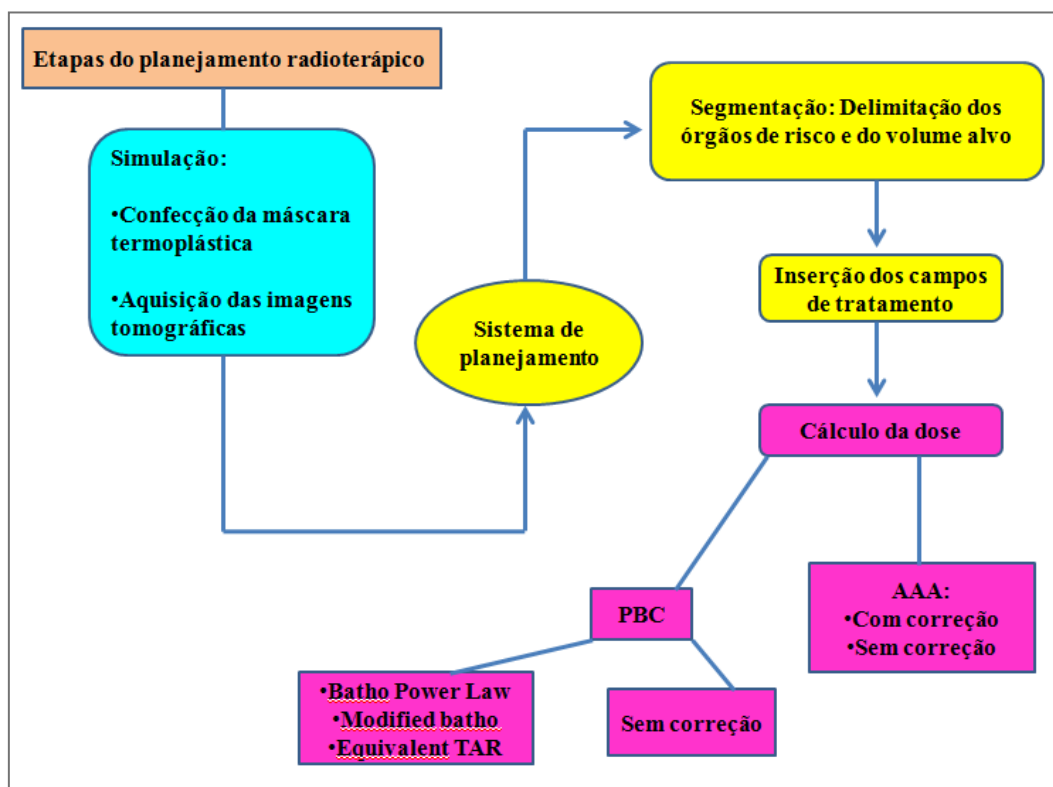 Etapas do planejamento radioterápico
Simulação:
•Confecção da máscara
termoplástica
•Aquisição das imagens
tomográficas
Sistema de
planejamento
Segmentação: Delimitação dos
órgãos de risco e do volume alvo
Inserção dos campos
de tratamento
Cálculo da dose
PBC
AAA:
•Com correção
•Sem correção
•Batho Power Law
•Modified batho
•Equivalent TAR
Sem correção